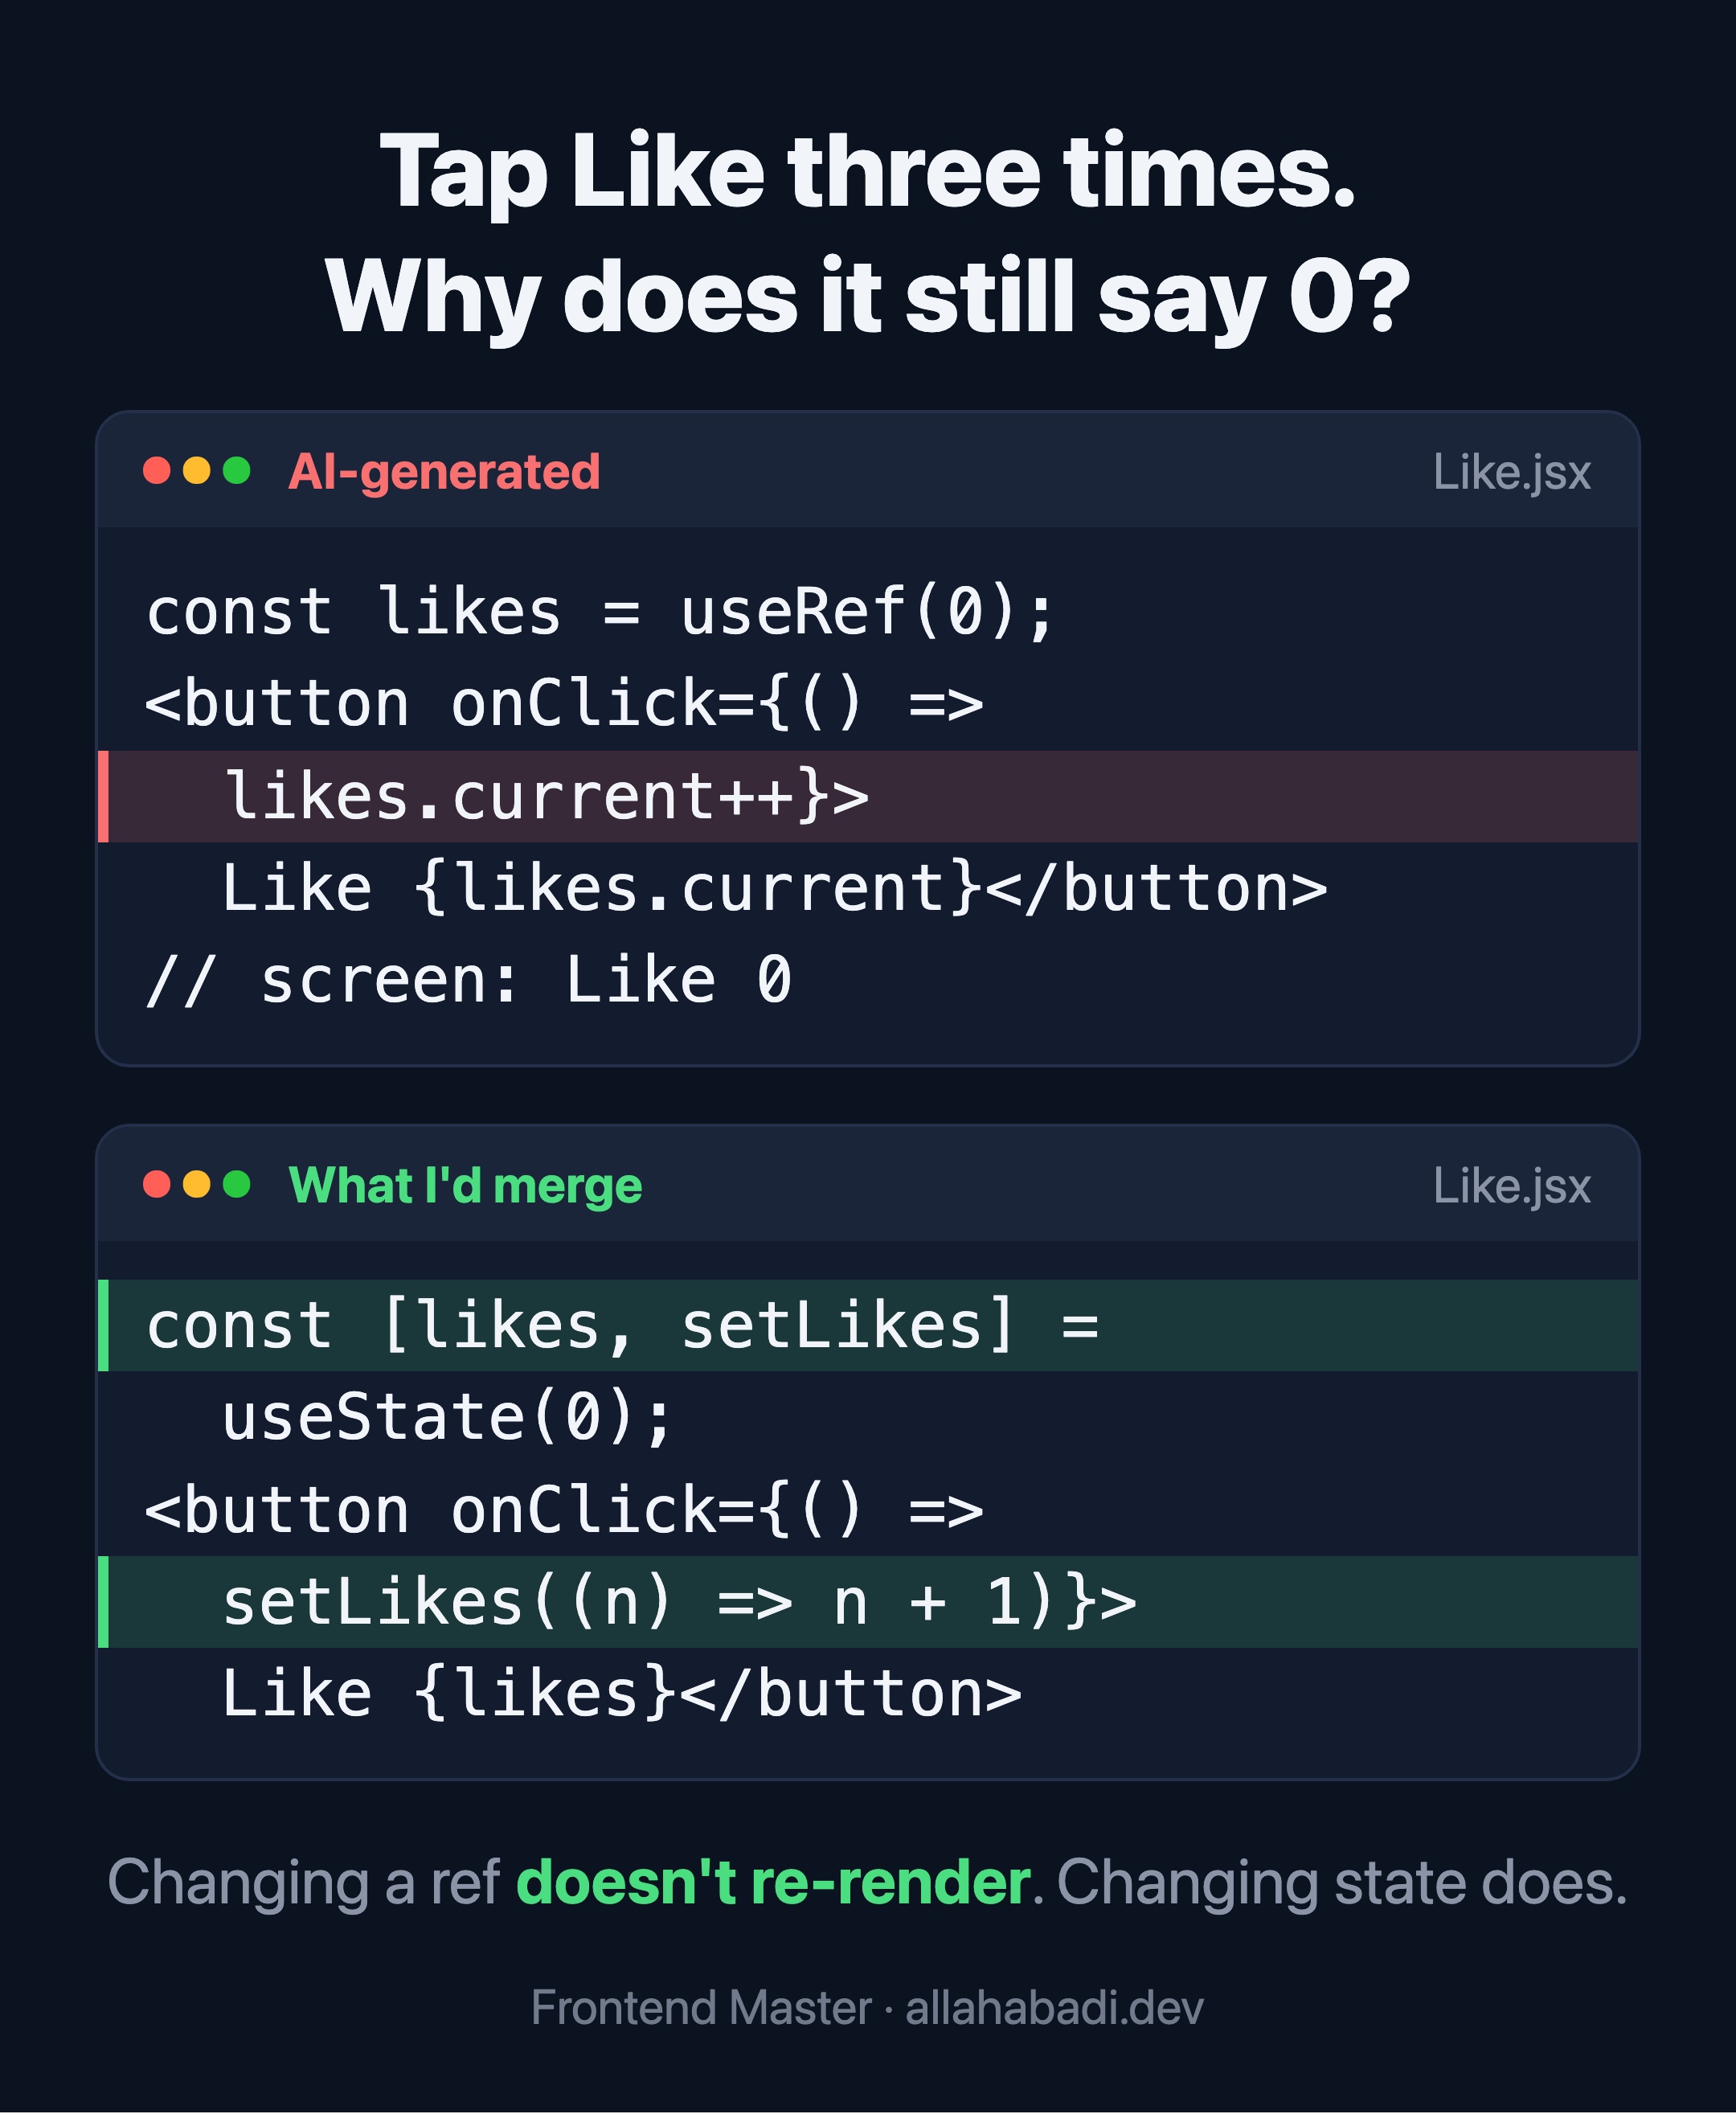 Tap Like three times.
Why does it still say 0?
AI-generated
Like.jsx
const likes = useRef(0);
<button onClick={() =>
  likes.current++}>
  Like {likes.current}</button>
// screen: Like 0
What I'd merge
Like.jsx
const [likes, setLikes] =
  useState(0);
<button onClick={() =>
  setLikes((n) => n + 1)}>
  Like {likes}</button>
Changing a ref doesn't re-render. Changing state does.
Frontend Master · allahabadi.dev